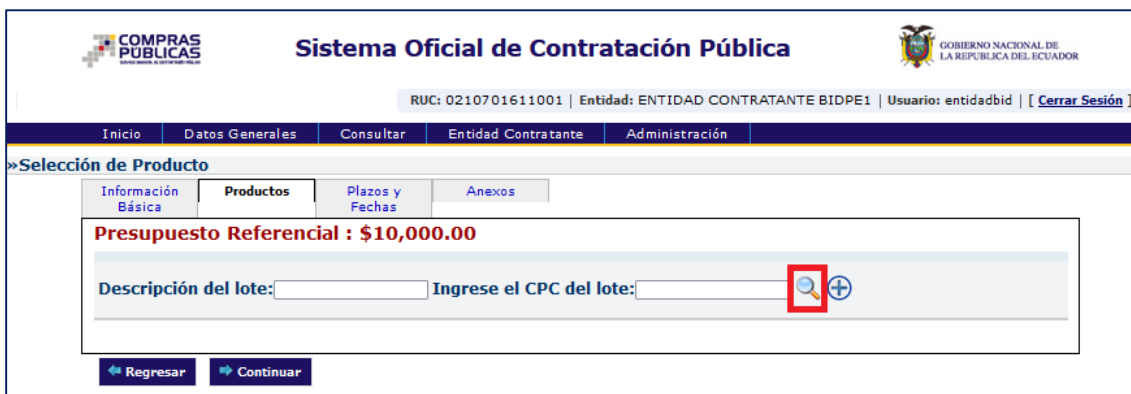 COMPRAS
PÚBLICAS
Sistema Oficial de Contratación Pública
GOBIERNO NACIONAL DE
LA REPUBLICA DEL ECUADOR
RUC: 0210701611001 | Entidad: ENTIDAD CONTRATANTE BIDPE1 | Usuario: entidadbid | [ Cerrar Sesión ]
Inicio Datos Generales Consultar Entidad Contratante Administración
»Selección de Producto
Información Básica Productos Plazos y Fechas Anexos
Presupuesto Referencial : $10,000.00
Descripción del lote: Ingrese el CPC del lote:
Regresar Continuar